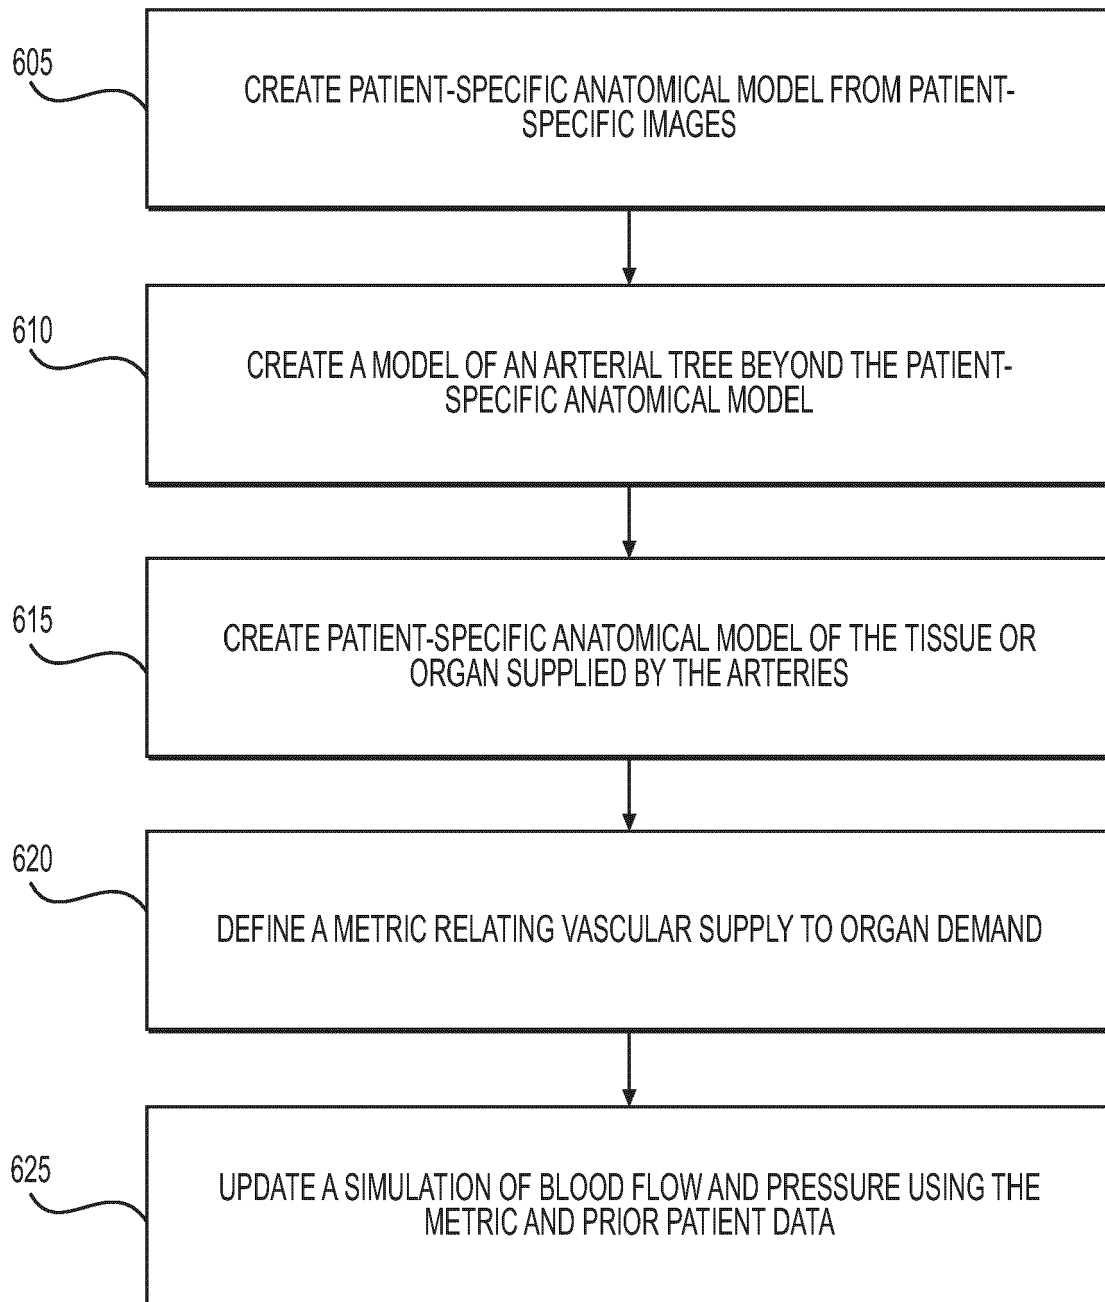 605
CREATE PATIENT-SPECIFIC ANATOMICAL MODEL FROM PATIENT-
SPECIFIC IMAGES
610
CREATE A MODEL OF AN ARTERIAL TREE BEYOND THE PATIENT-
SPECIFIC ANATOMICAL MODEL
615
CREATE PATIENT-SPECIFIC ANATOMICAL MODEL OF THE TISSUE OR
ORGAN SUPPLIED BY THE ARTERIES
620
DEFINE A METRIC RELATING VASCULAR SUPPLY TO ORGAN DEMAND
625
UPDATE A SIMULATION OF BLOOD FLOW AND PRESSURE USING THE
METRIC AND PRIOR PATIENT DATA